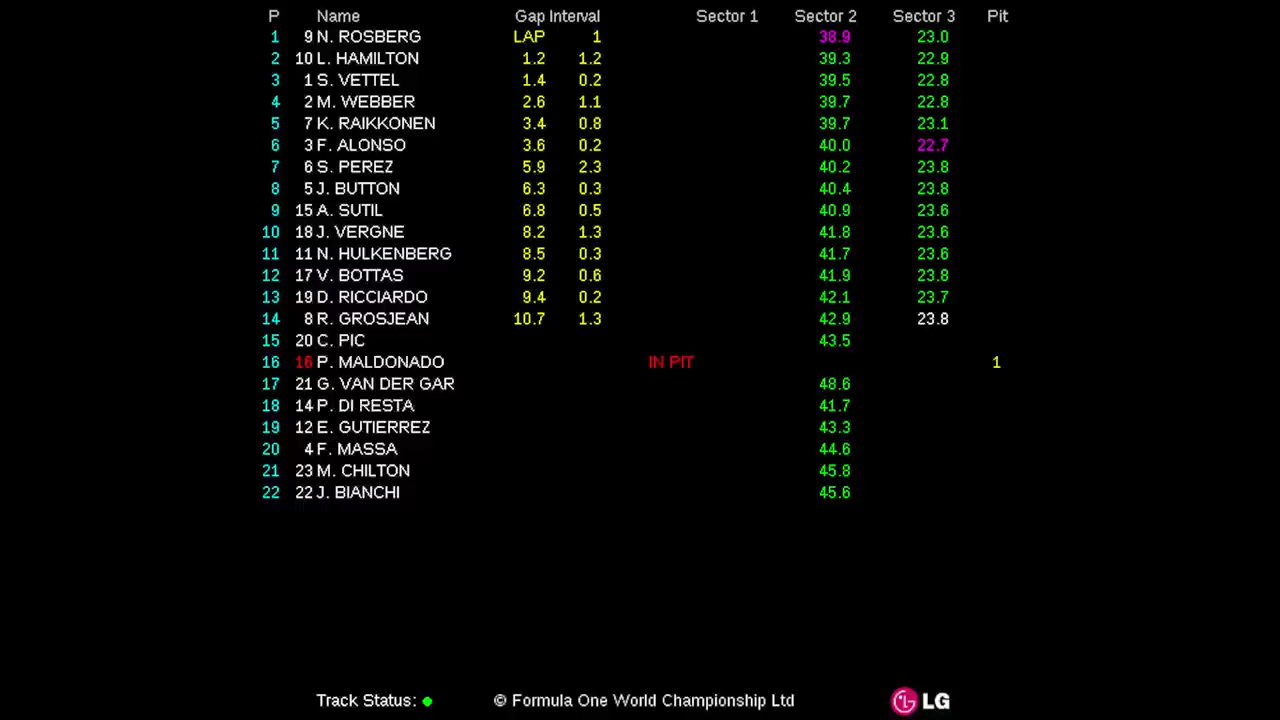 P Name Gap Interval Sector 1 Sector 2 Sector 3 Pit
1 9 N. ROSBERG LAP 1 38.9 23.0
2 10 L. HAMILTON 1.2 1.2 39.3 22.9
3 1 S. VETTEL 1.4 0.2 39.5 22.8
4 2 M. WEBBER 2.6 1.1 39.7 22.8
5 7 K. RAIKKONEN 3.4 0.8 39.7 23.1
6 3 F. ALONSO 3.6 0.2 40.0 22.7
7 6 S. PEREZ 5.9 2.3 40.2 23.8
8 5 J. BUTTON 6.3 0.3 40.4 23.8
9 15 A. SUTIL 6.8 0.5 40.9 23.6
10 18 J. VERGNE 8.2 1.3 41.8 23.6
11 11 N. HULKENBERG 8.5 0.3 41.7 23.6
12 17 V. BOTTAS 9.2 0.6 41.9 23.8
13 19 D. RICCIARDO 9.4 0.2 42.1 23.7
14 8 R. GROSJEAN 10.7 1.3 42.9 23.8
15 20 C. PIC 43.5
16 16 P. MALDONADO IN PIT 1
17 21 G. VAN DER GAR 48.6
18 14 P. DI RESTA 41.7
19 12 E. GUTIERREZ 43.3
20 4 F. MASSA 44.6
21 23 M. CHILTON 45.8
22 22 J. BIANCHI 45.6
Track Status: © Formula One World Championship Ltd LG